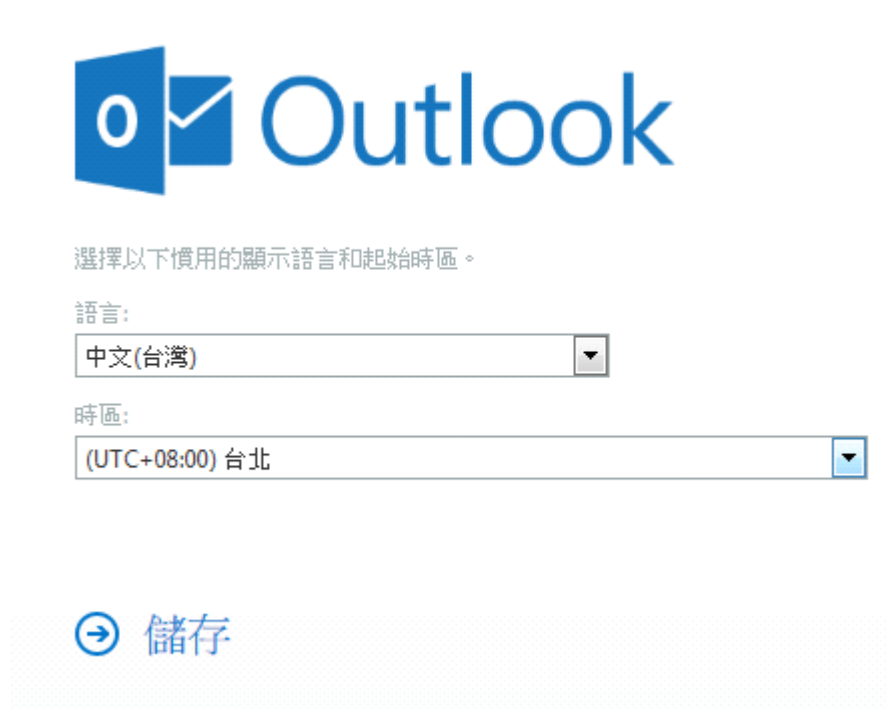 Outlook
選擇以下慣用的顯示語言和起始時區。
語言:
中文(台灣)
時區:
(UTC+08:00) 台北
儲存